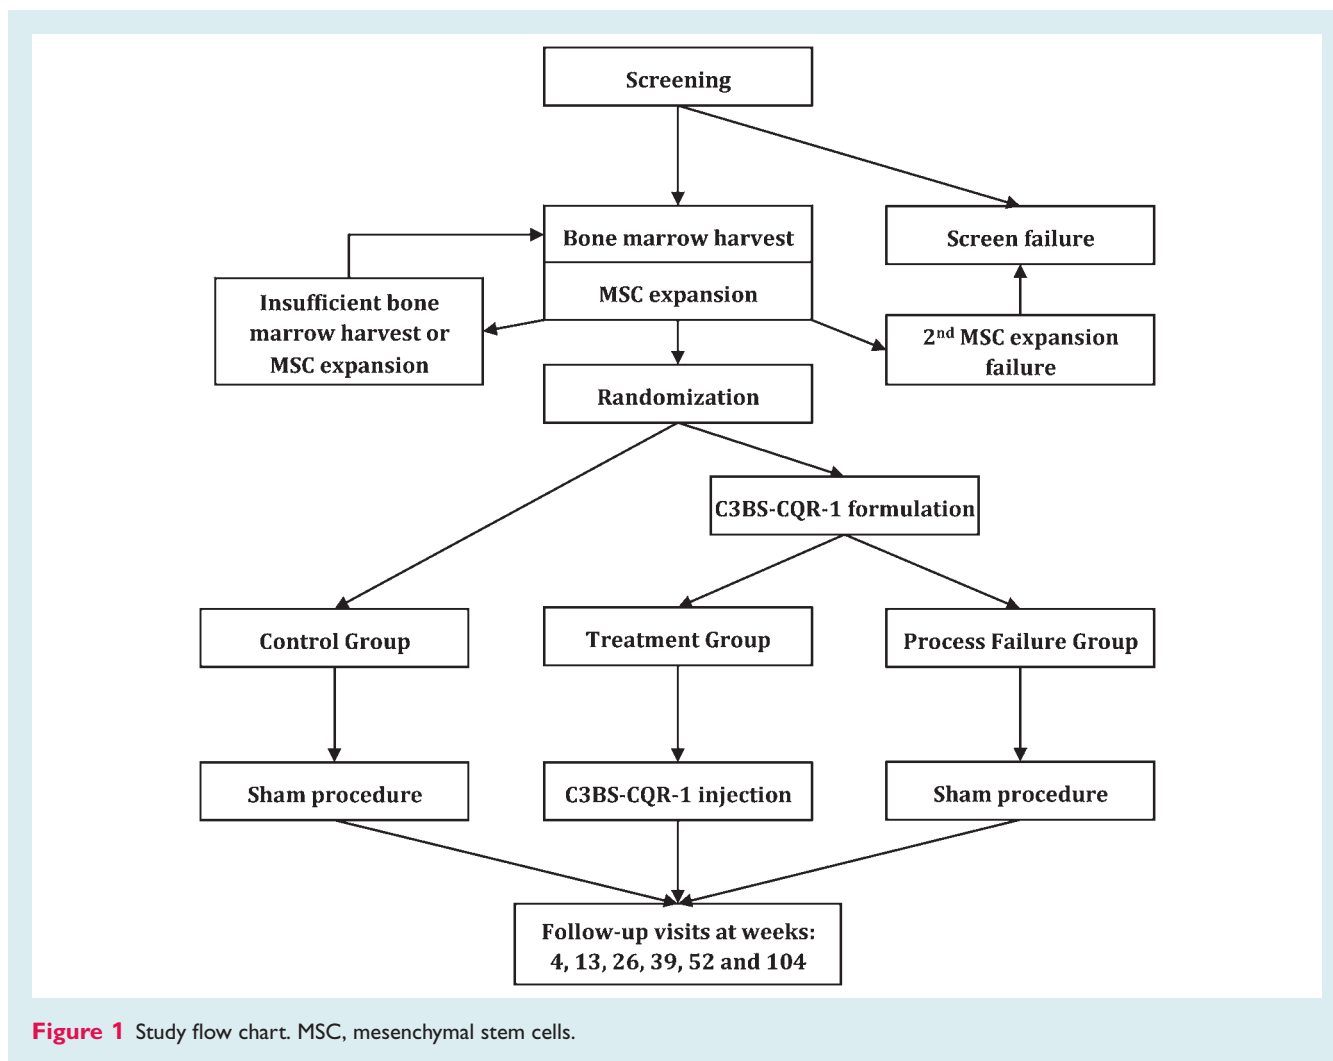 Screening
Bone marrow harvest
Screen failure
MSC expansion
Insufficient bone
marrow harvest or
MSC expansion
2nd MSC expansion
failure
Randomization
C3BS-CQR-1 formulation
Control Group
Treatment Group
Process Failure Group
Sham procedure
C3BS-CQR-1 injection
Sham procedure
Follow-up visits at weeks:
4, 13, 26, 39, 52 and 104
Figure 1 Study flow chart. MSC, mesenchymal stem cells.